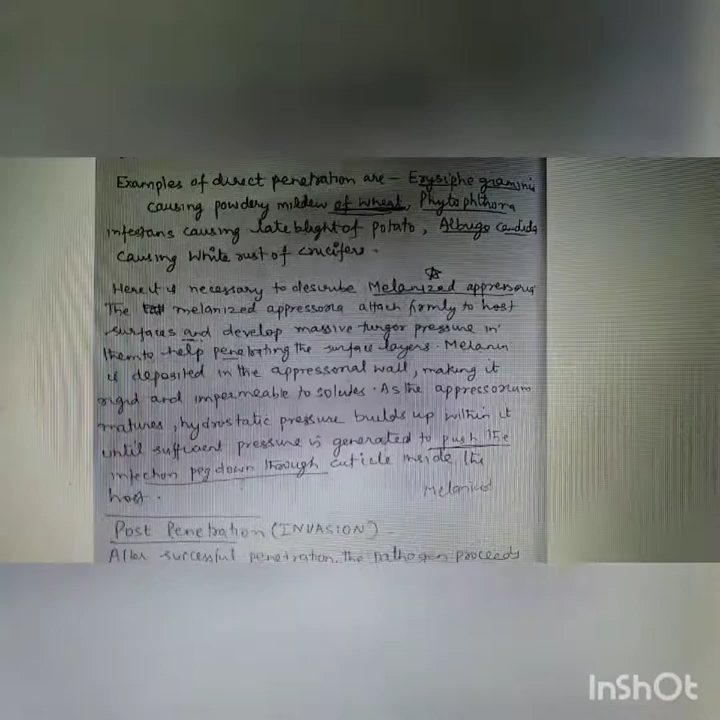 Examples of direct penetration are - Erysiphe graminis
causing powdery mildew of wheat, Phytophthora
infestans causing late blight of potato, Albugo candida
causing White rust of crucifers.
Here it is necessary to describe Melanized appressoria
The melanized appressoria attach firmly to host
surfaces and develop massive turgor pressure in
them to help penetrating the surface layers. Melanin
is deposited in the appressorial wall, making it
rigid and impermeable to solutes. As the appressorium
matures, hydrostatic pressure builds up within it
until sufficient pressure is generated to push the
infection peg down through cuticle inside the
host.
Post Penetration (INVASION)
After successful penetration, the pathogen proceeds
InShOt